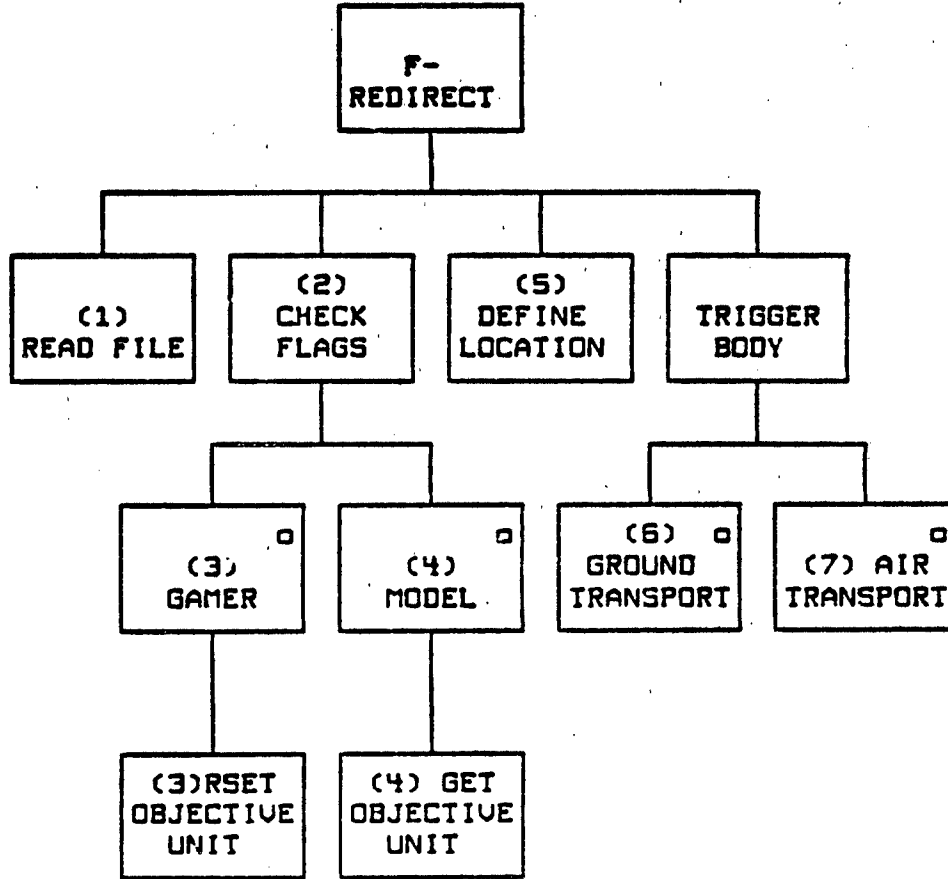 F-
REDIRECT
(1)
READ FILE
(2)
CHECK
FLAGS
(5)
DEFINE
LOCATION
TRIGGER
BODY
(3)
GAMER
(4)
MODEL
(6)
GROUND
TRANSPORT
(7) AIR
TRANSPORT
(3)RSET
OBJECTIVE
UNIT
(4) GET
OBJECTIVE
UNIT